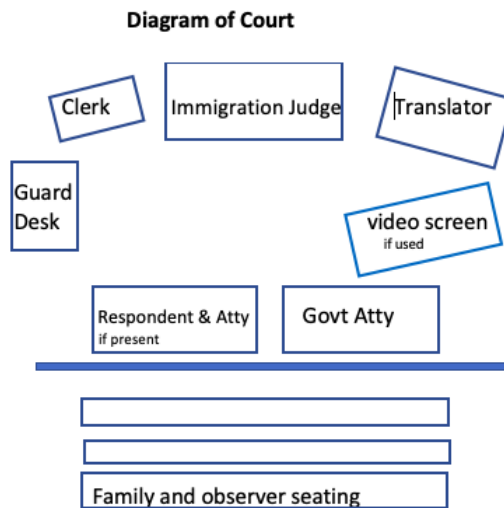 Diagram of Court
Clerk
Immigration Judge
Translator
Guard
Desk
video screen
if used
Respondent & Atty
if present
Govt Atty
Family and observer seating